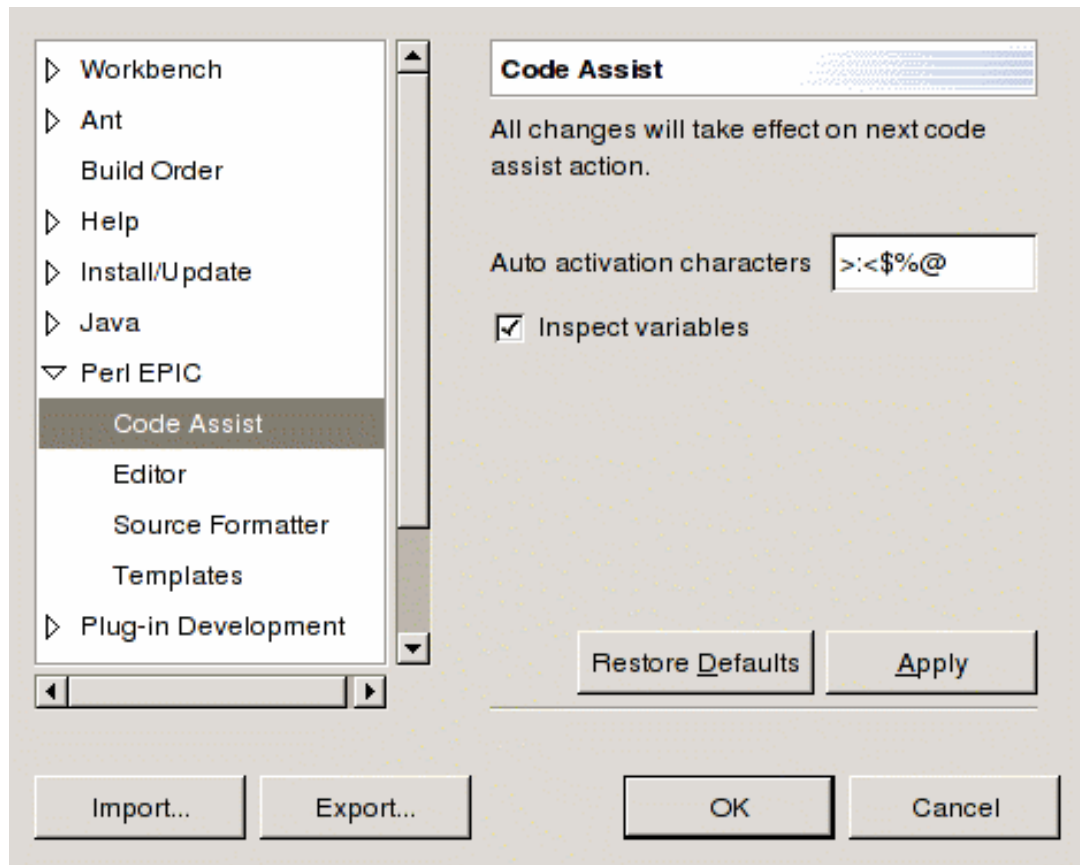 Workbench
Ant
Build Order
Help
Install/Update
Java
Perl EPIC
Code Assist
Editor
Source Formatter
Templates
Plug-in Development
Code Assist
All changes will take effect on next code
assist action.
Auto activation characters >:<$%@
Inspect variables
Restore Defaults Apply
Import... Export... OK Cancel